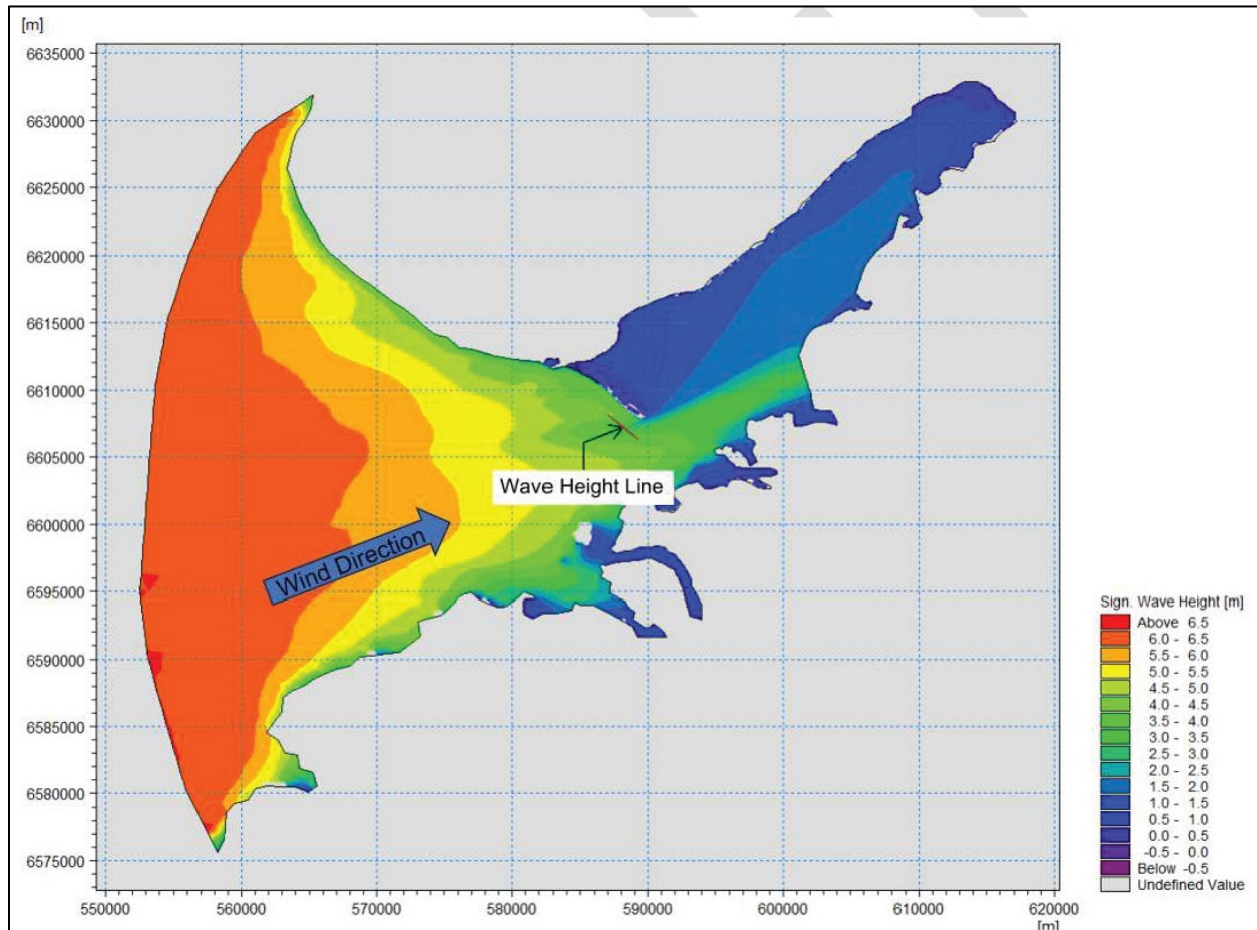 [m]
6635000
6630000
6625000
6620000
6615000
6610000
6605000
6600000
6595000
6590000
6585000
6580000
6575000
Wave Height Line
Wind Direction
550000 560000 570000 580000 590000 600000 610000 620000
[m]
Sign. Wave Height [m]
Above 6.5
6.0 - 6.5
5.5 - 6.0
5.0 - 5.5
4.5 - 5.0
4.0 - 4.5
3.5 - 4.0
3.0 - 3.5
2.5 - 3.0
2.0 - 2.5
1.5 - 2.0
1.0 - 1.5
0.5 - 1.0
0.0 - 0.5
-0.5 - 0.0
Below -0.5
Undefined Value